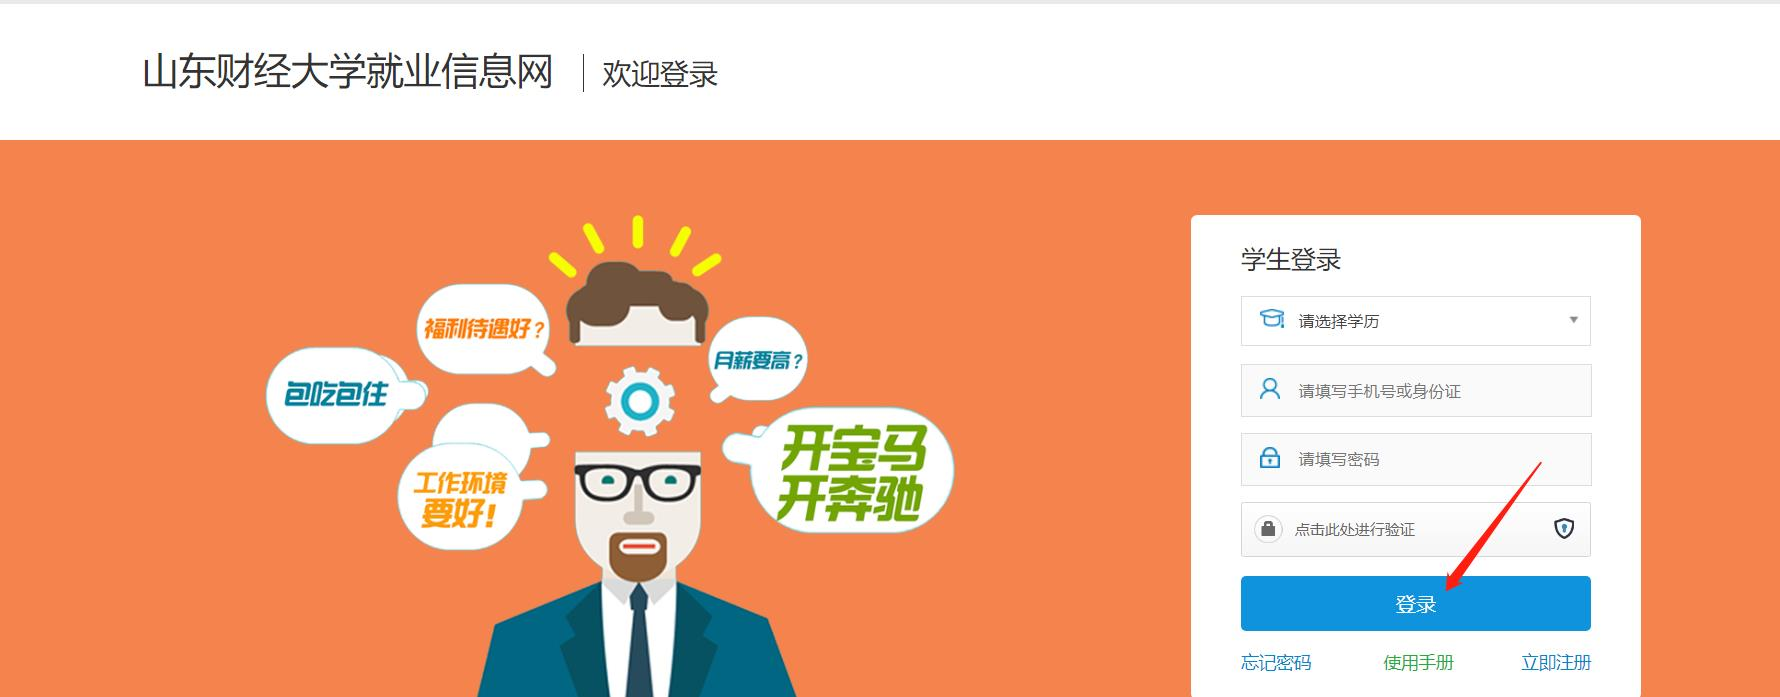 山东财经大学就业信息网 欢迎登录
福利待遇好？
月薪要高？
包吃包住
工作环境
要好！
开宝马
开奔驰
学生登录
请选择学历
请填写手机号或身份证
请填写密码
点击此处进行验证
登录
忘记密码 使用手册 立即注册